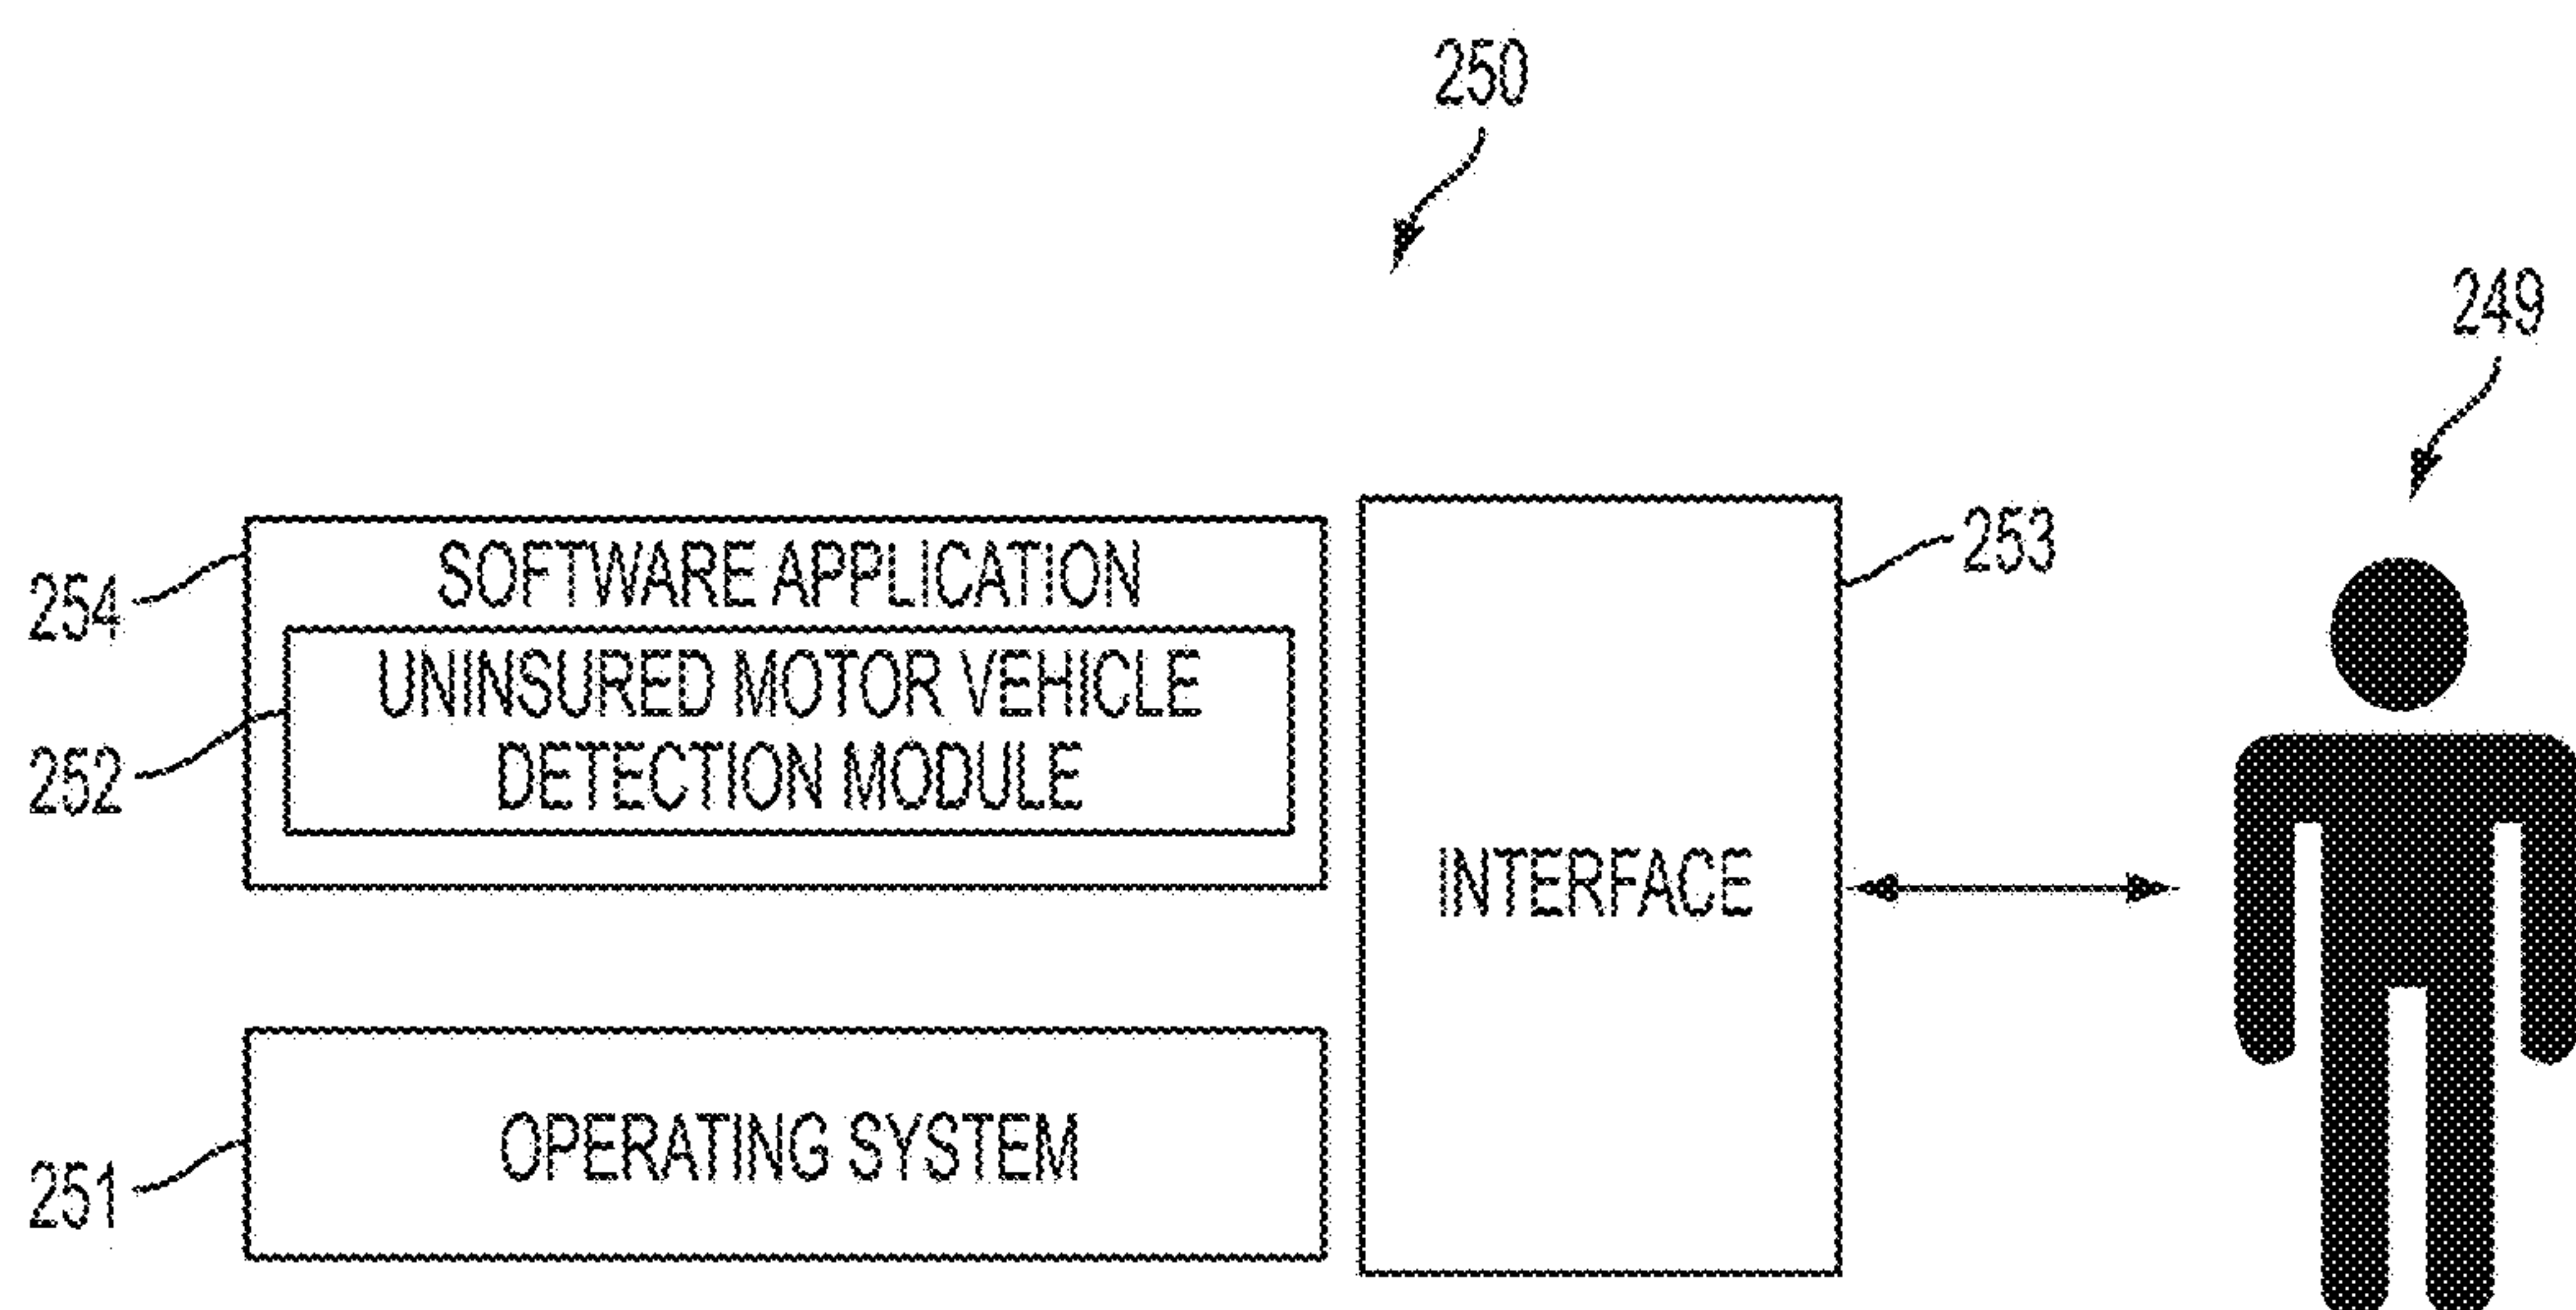 250
249
253
254
SOFTWARE APPLICATION
UNINSURED MOTOR VEHICLE
DETECTION MODULE
252
INTERFACE
251
OPERATING SYSTEM